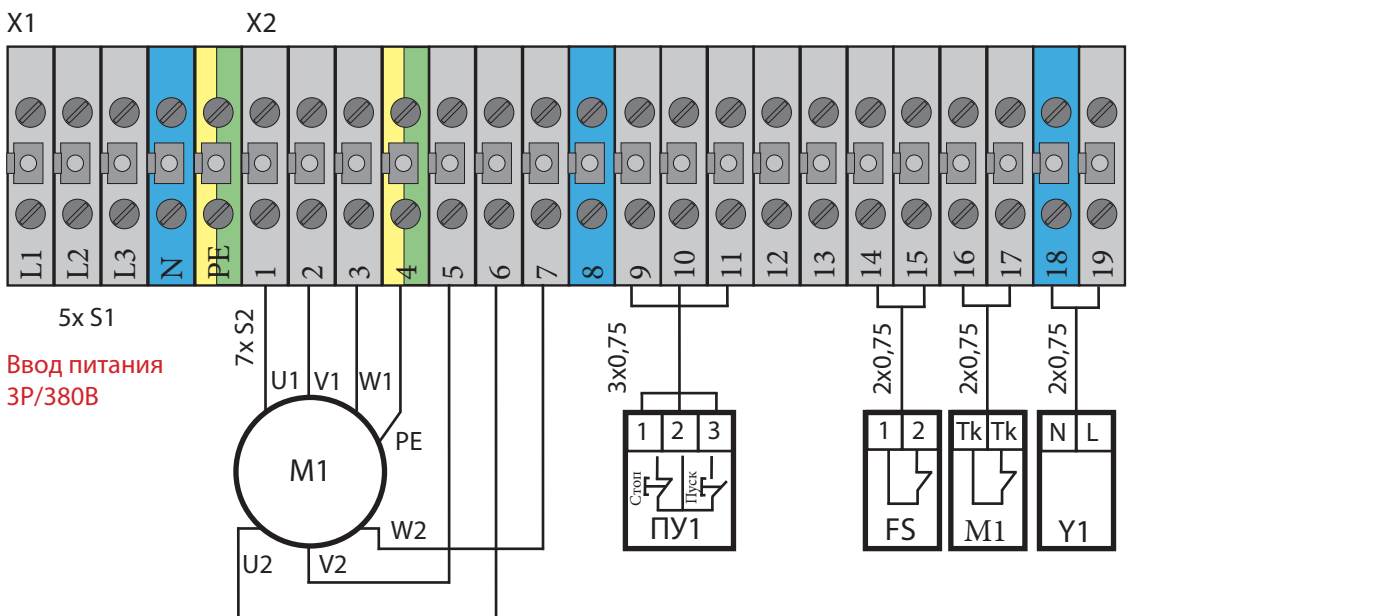 X1
X2
L1 L2 L3 N PE 1 2 3 4 5 6 7 8 9 10 11 12 13 14 15 16 17 18 19
5x S1
7x S2
3x0,75
2x0,75
2x0,75
2x0,75
Ввод питания
3Р/380В
U1 V1 W1
PE
M1
W2
U2 V2
1 2 3
Стоп Пуск
ПУ1
1 2
FS
Tk Tk
M1
N L
Y1